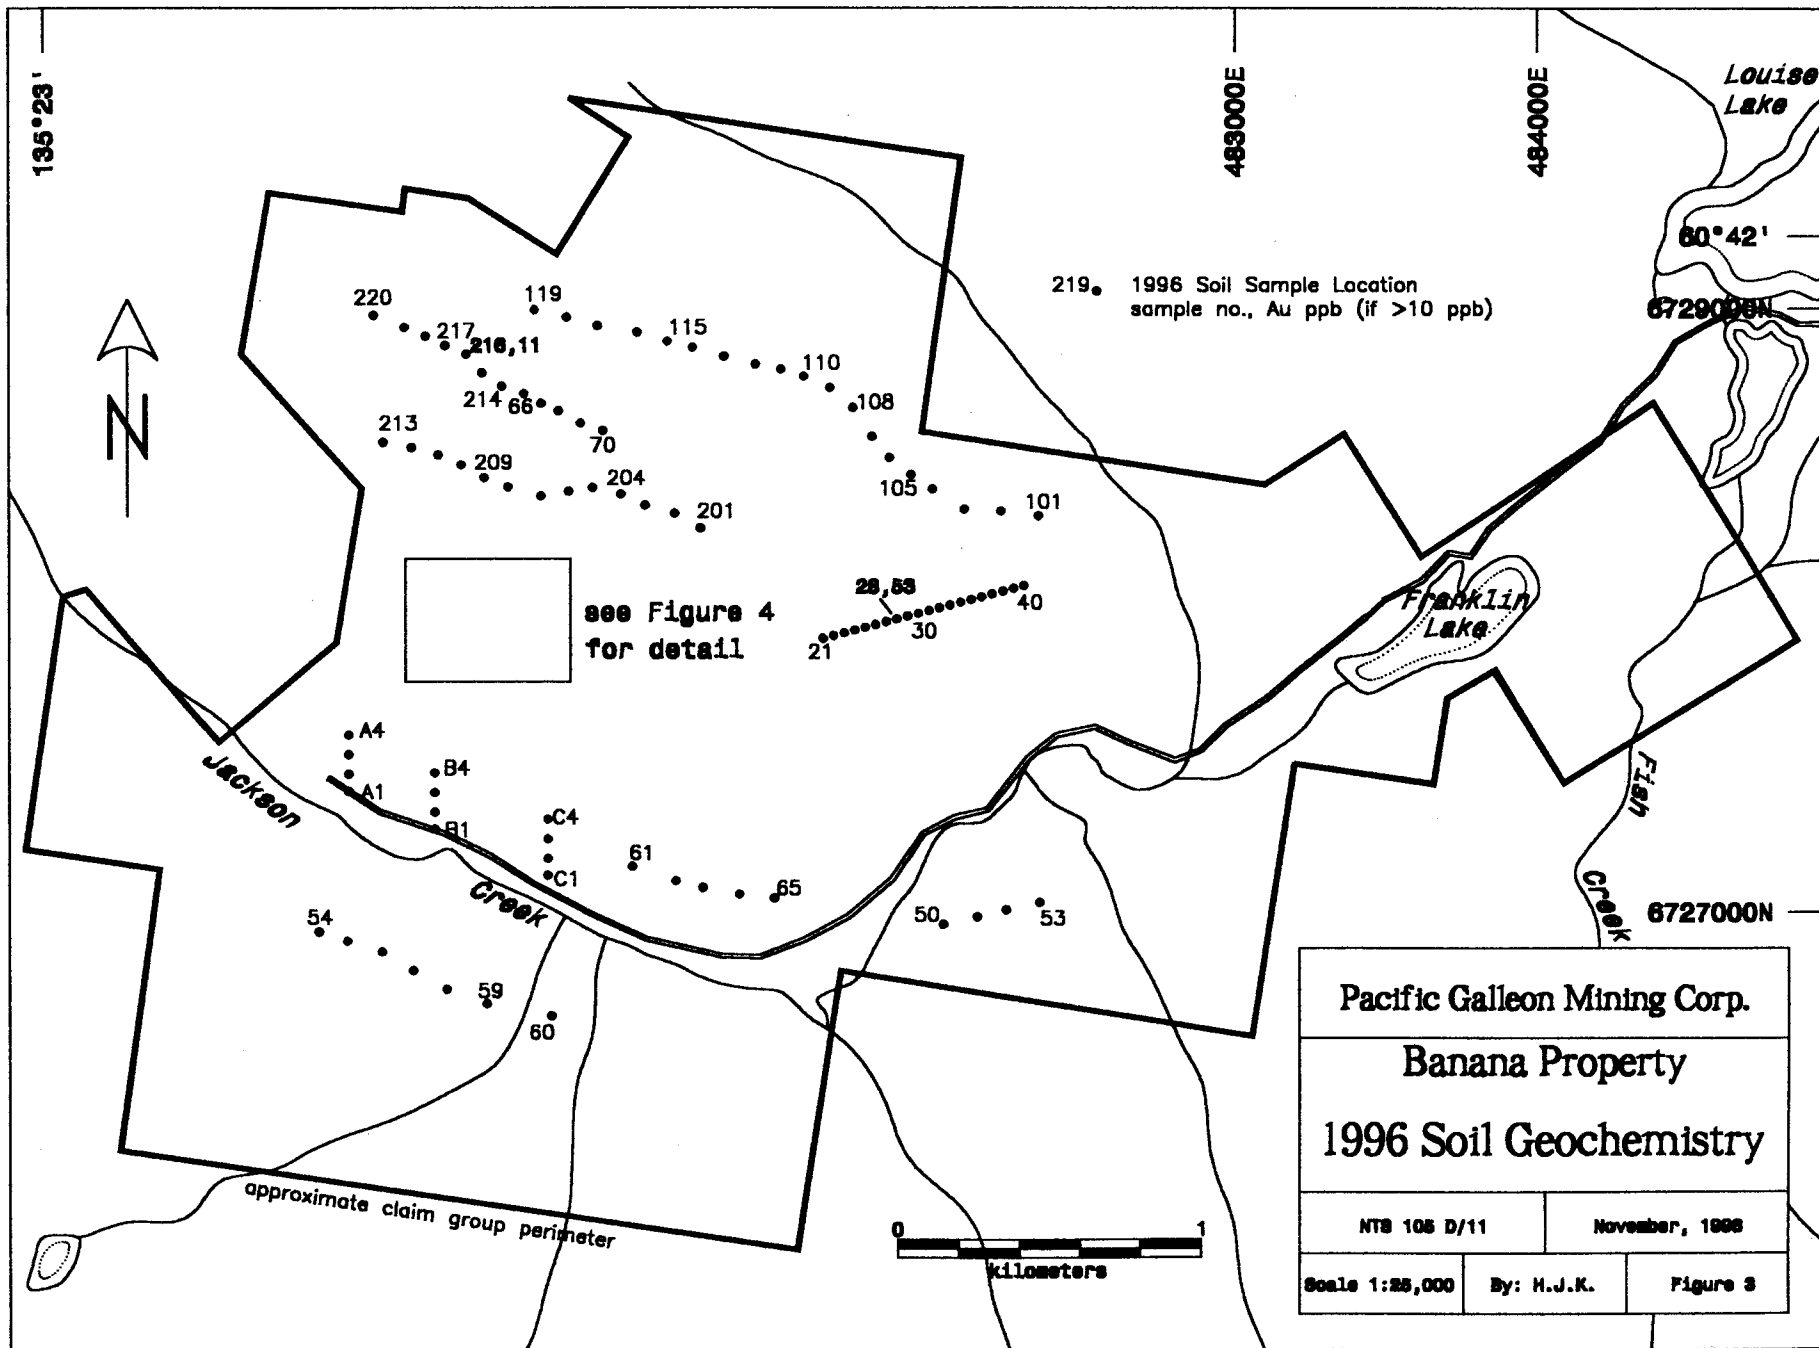 135°23'
483000E
484000E
Louise
Lake
60°42'
6729000N
219
1996 Soil Sample Location
sample no., Au ppb (if >10 ppb)
220
119
217
216,11
115
110
214
66
108
213
70
209
204
105
201
101
N
see Figure 4
for detail
28,53
21
30
40
Franklin
Lake
A4
A1
B4
B1
C4
C1
Jackson
Creek
61
65
54
59
60
50
53
Fish
Creek
6727000N
approximate claim group perimeter
0
1
kilometers
Pacific Galleon Mining Corp.
Banana Property
1996 Soil Geochemistry
NTS 105 D/11
November, 1996
Scale 1:25,000
By: H.J.K.
Figure 3